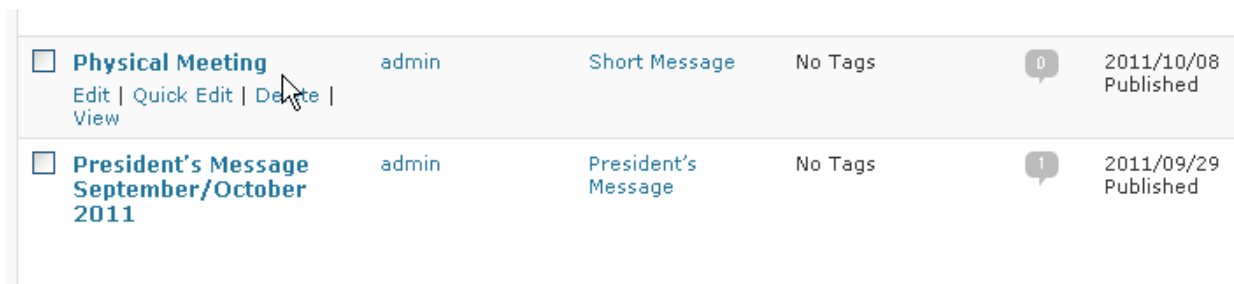 Physical Meeting admin Short Message No Tags 0 2011/10/08
Edit | Quick Edit | Delete | Published
View
President's Message admin President's No Tags 1 2011/09/29
September/October Message Published
2011